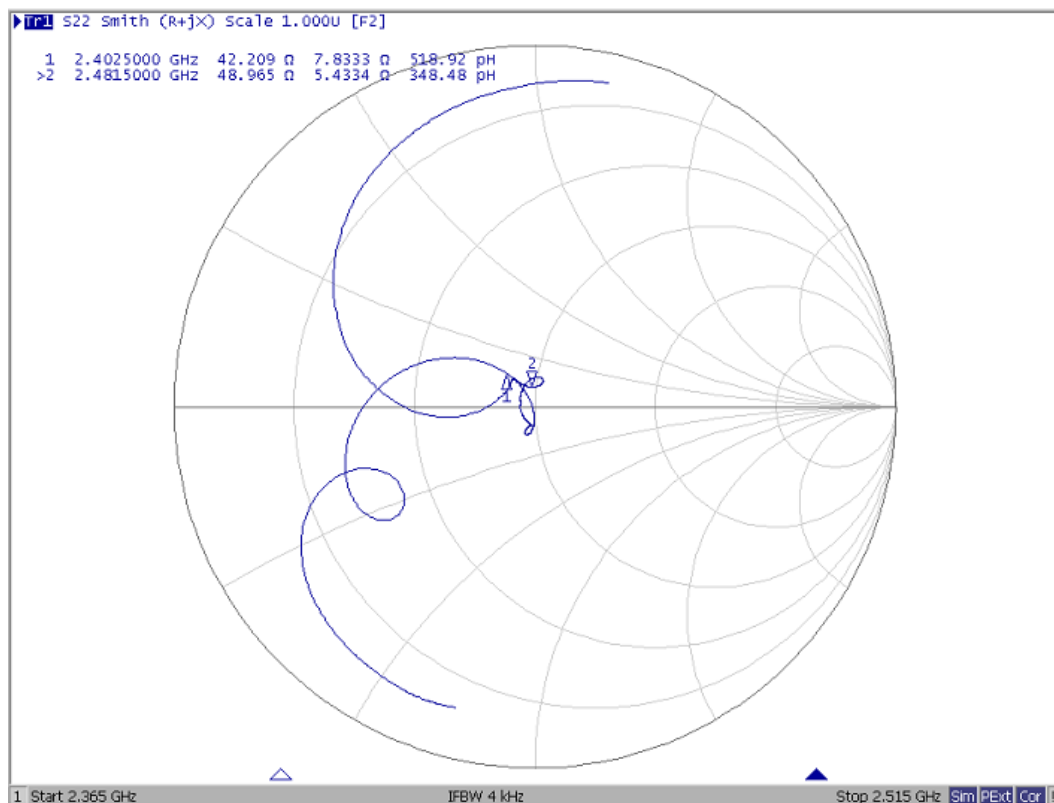 Tr1 S22 Smith (R+jX) Scale 1.000U [F2]
1 2.4025000 GHz 42.209 Ω 7.8333 Ω 518.92 pH
>2 2.4815000 GHz 48.965 Ω 5.4334 Ω 348.48 pH
2
1
1 Start 2.365 GHz IFBW 4 kHz Stop 2.515 GHz Sim PExt Cor